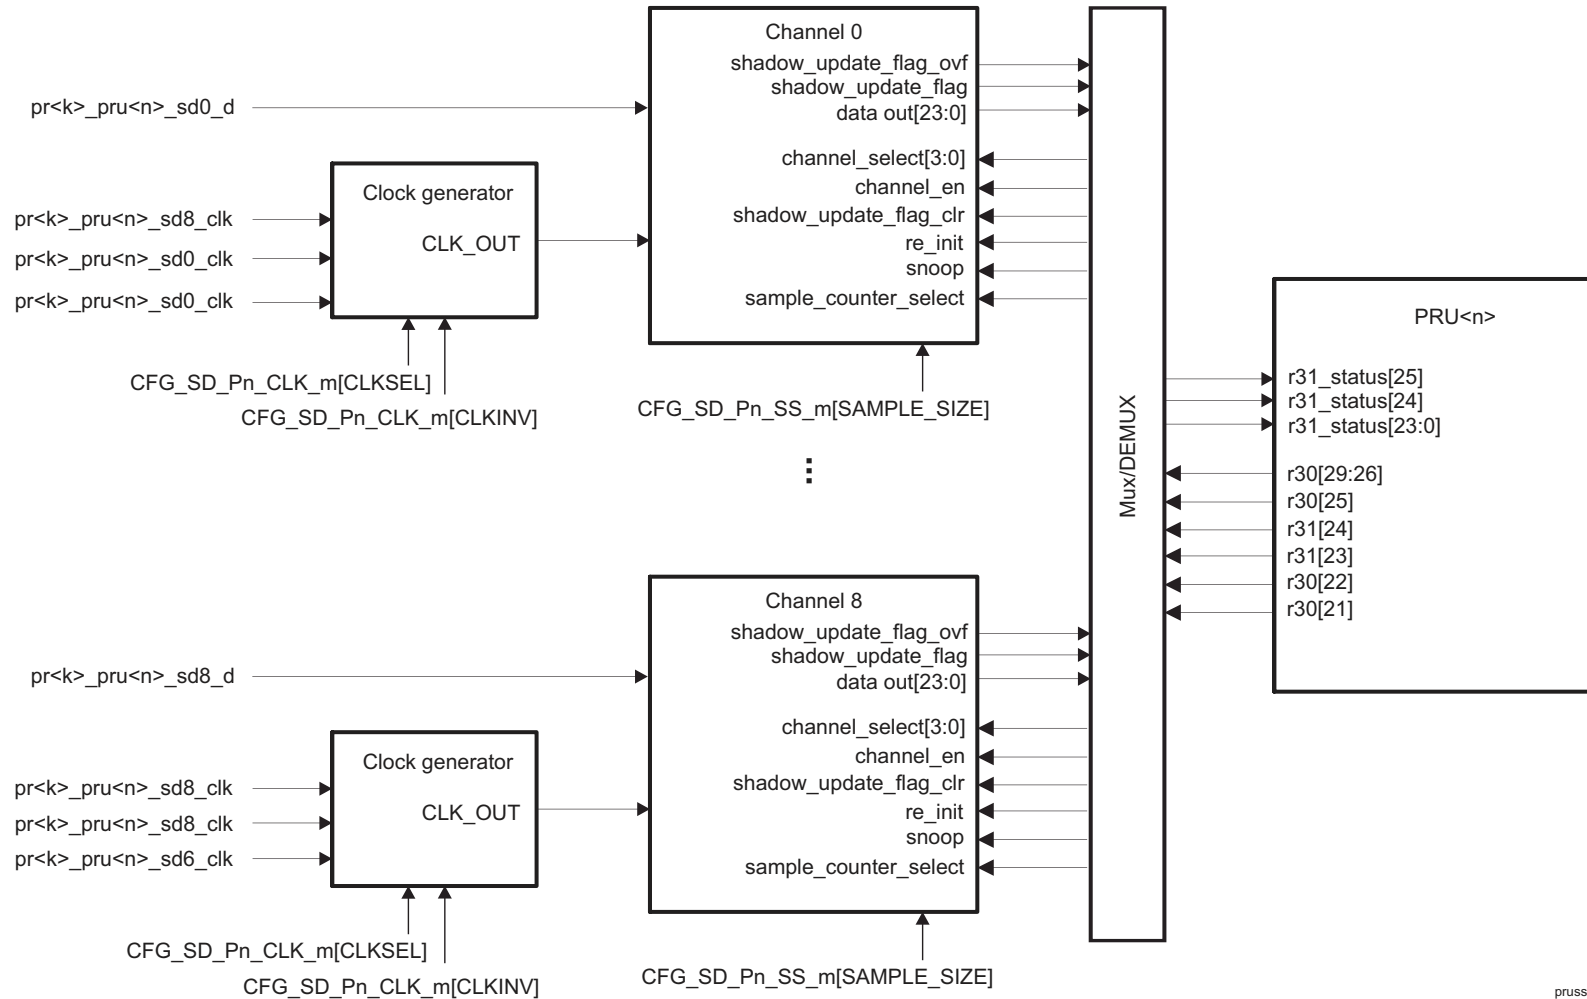 Channel 0
shadow_update_flag_ovf
shadow_update_flag
data out[23:0]
channel_select[3:0]
channel_en
shadow_update_flag_clr
re_init
snoop
sample_counter_select
pr<k>_pru<n>_sd0_d
Clock generator
CLK_OUT
pr<k>_pru<n>_sd8_clk
pr<k>_pru<n>_sd0_clk
pr<k>_pru<n>_sd0_clk
CFG_SD_Pn_CLK_m[CLKSEL]
CFG_SD_Pn_CLK_m[CLKINV]
CFG_SD_Pn_SS_m[SAMPLE_SIZE]
Mux/DEMUX
PRU<n>
r31_status[25]
r31_status[24]
r31_status[23:0]
r30[29:26]
r30[25]
r31[24]
r31[23]
r30[22]
r30[21]
Channel 8
shadow_update_flag_ovf
shadow_update_flag
data out[23:0]
channel_select[3:0]
channel_en
shadow_update_flag_clr
re_init
snoop
sample_counter_select
pr<k>_pru<n>_sd8_d
Clock generator
CLK_OUT
pr<k>_pru<n>_sd8_clk
pr<k>_pru<n>_sd8_clk
pr<k>_pru<n>_sd6_clk
CFG_SD_Pn_CLK_m[CLKSEL]
CFG_SD_Pn_CLK_m[CLKINV]
CFG_SD_Pn_SS_m[SAMPLE_SIZE]
pruss